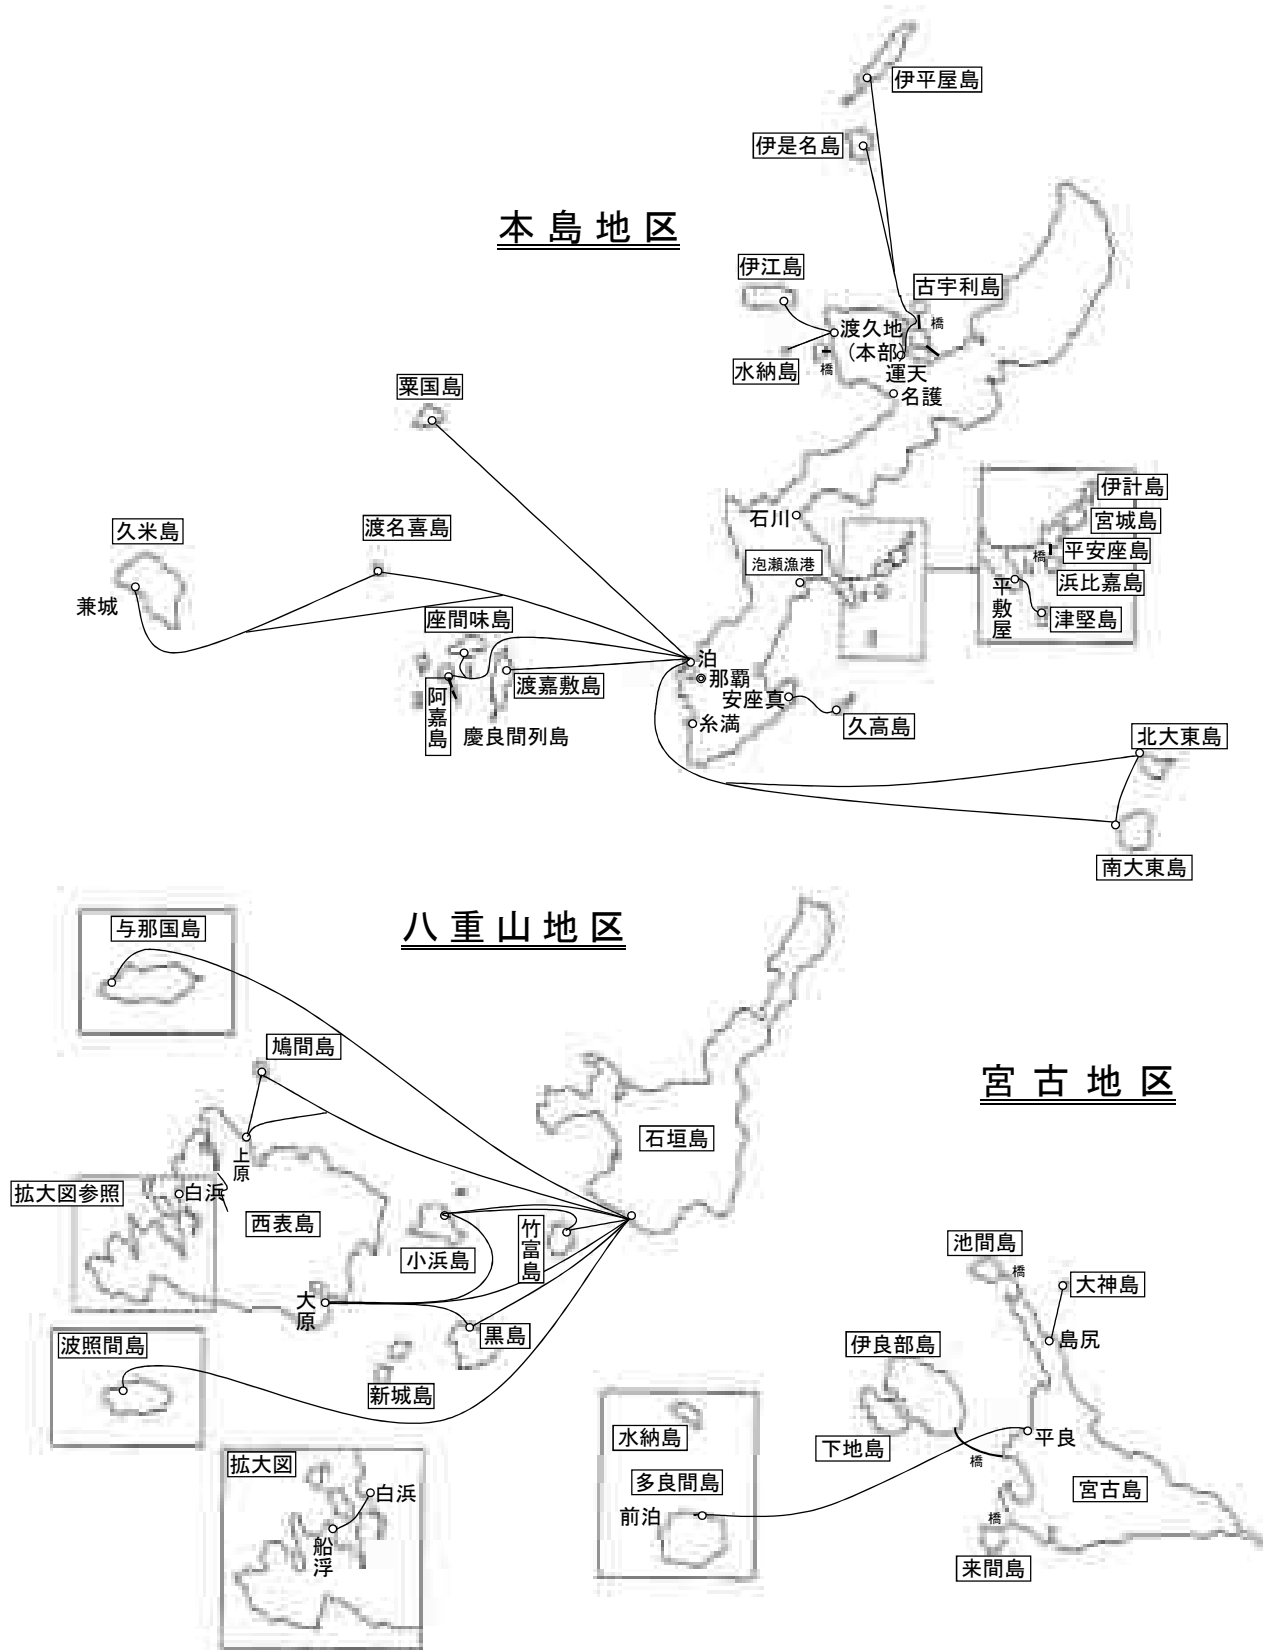 伊平屋島
伊是名島
本島地区
伊江島
古宇利島
橋
渡久地
(本部)
水納島
橋
運天
名護
粟国島
伊計島
宮城島
石川
久米島
渡名喜島
橋
平安座島
泡瀬漁港
浜比嘉島
兼城
平敷屋
座間味島
津堅島
泊
那覇
渡嘉敷島
安座真
阿嘉島
糸満
久高島
慶良間列島
北大東島
南大東島
八重山地区
与那国島
鳩間島
宮古地区
石垣島
上原
拡大図参照
白浜
西表島
竹富島
小浜島
池間島
橋
大神島
大原
黒島
島尻
波照間島
伊良部島
新城島
水納島
下地島
平良
橋
拡大図
多良間島
宮古島
白浜
前泊
橋
船浮
来間島